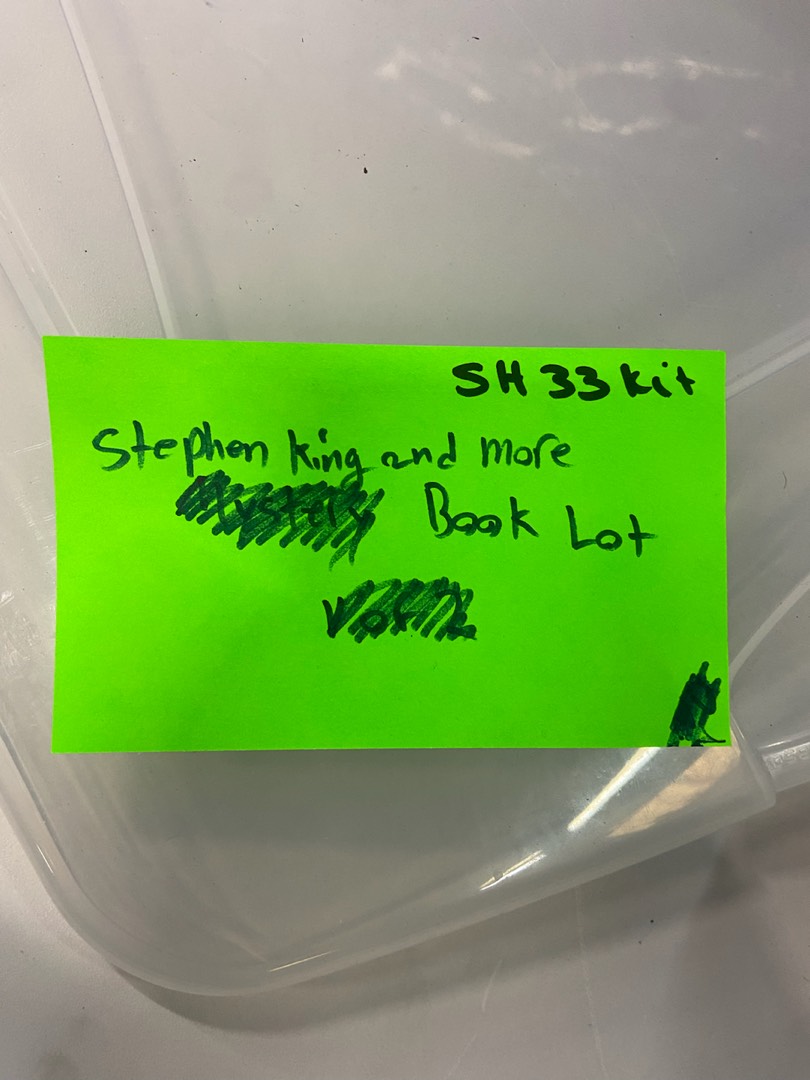 SH 33 kit
Stephen king and more
Book Lot